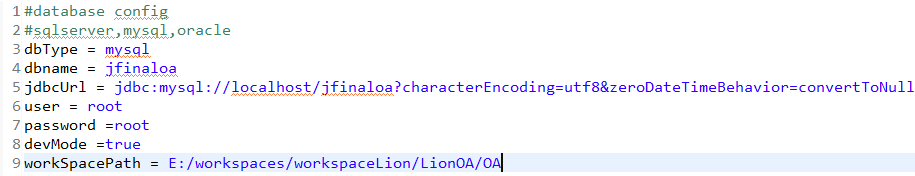 1 #database config
2 #sqlserver,mysql,oracle
3 dbType = mysql
4 dbname = jfinaloa
5 jdbcUrl = jdbc:mysql://localhost/jfinaloa?characterEncoding=utf8&zeroDateTimeBehavior=convertToNull
6 user = root
7 password =root
8 devMode =true
9 workSpacePath = E:/workspaces/workspaceLion/LionOA/OA